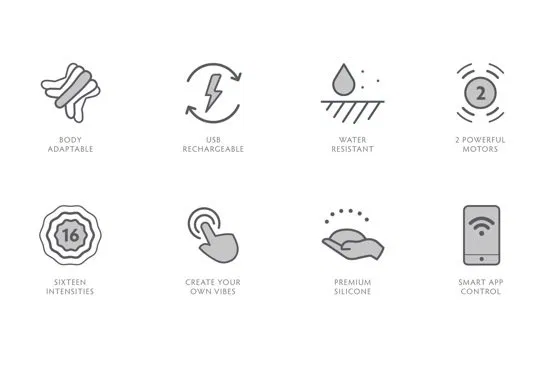 BODY
ADAPTABLE
USB
RECHARGEABLE
WATER
RESISTANT
2
2 POWERFUL
MOTORS
16
SIXTEEN
INTENSITIES
CREATE YOUR
OWN VIBES
PREMIUM
SILICONE
SMART APP
CONTROL